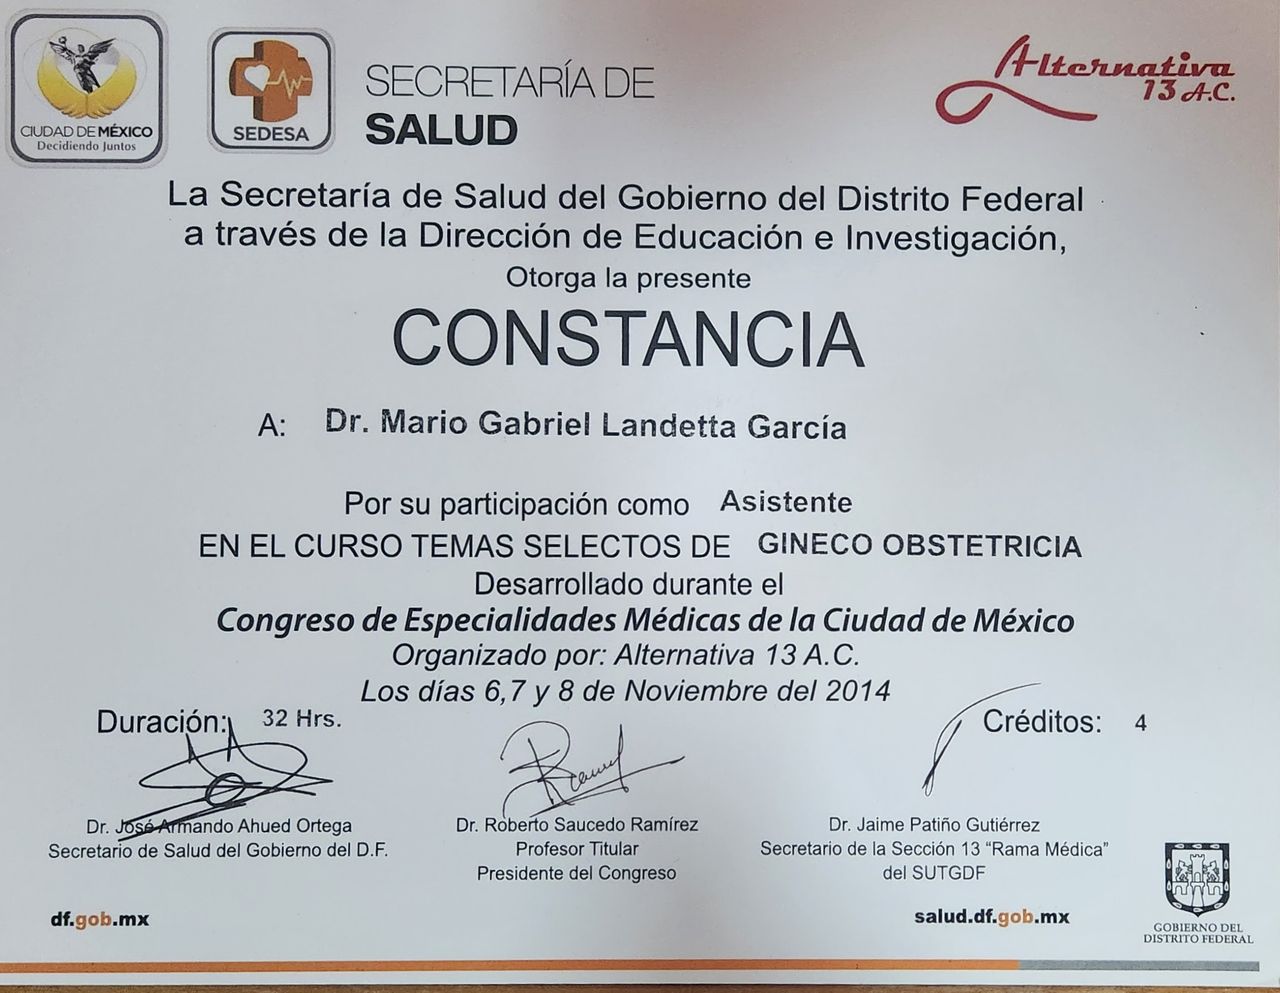 CIUDAD DE MÉXICO
Decidiendo Juntos
SEDESA
SECRETARÍA DE
SALUD
Alternativa
13 A.C.
La Secretaría de Salud del Gobierno del Distrito Federal
a través de la Dirección de Educación e Investigación,
Otorga la presente
CONSTANCIA
A: Dr. Mario Gabriel Landetta García
Por su participación como Asistente
EN EL CURSO TEMAS SELECTOS DE GINECO OBSTETRICIA
Desarrollado durante el
Congreso de Especialidades Médicas de la Ciudad de México
Organizado por: Alternativa 13 A.C.
Los días 6,7 y 8 de Noviembre del 2014
Duración: 32 Hrs.
Créditos: 4
Dr. José Armando Ahued Ortega
Secretario de Salud del Gobierno del D.F.
Dr. Roberto Saucedo Ramírez
Profesor Titular
Presidente del Congreso
Dr. Jaime Patiño Gutiérrez
Secretario de la Sección 13 “Rama Médica”
del SUTGDF
df.gob.mx
salud.df.gob.mx
GOBIERNO DEL
DISTRITO FEDERAL